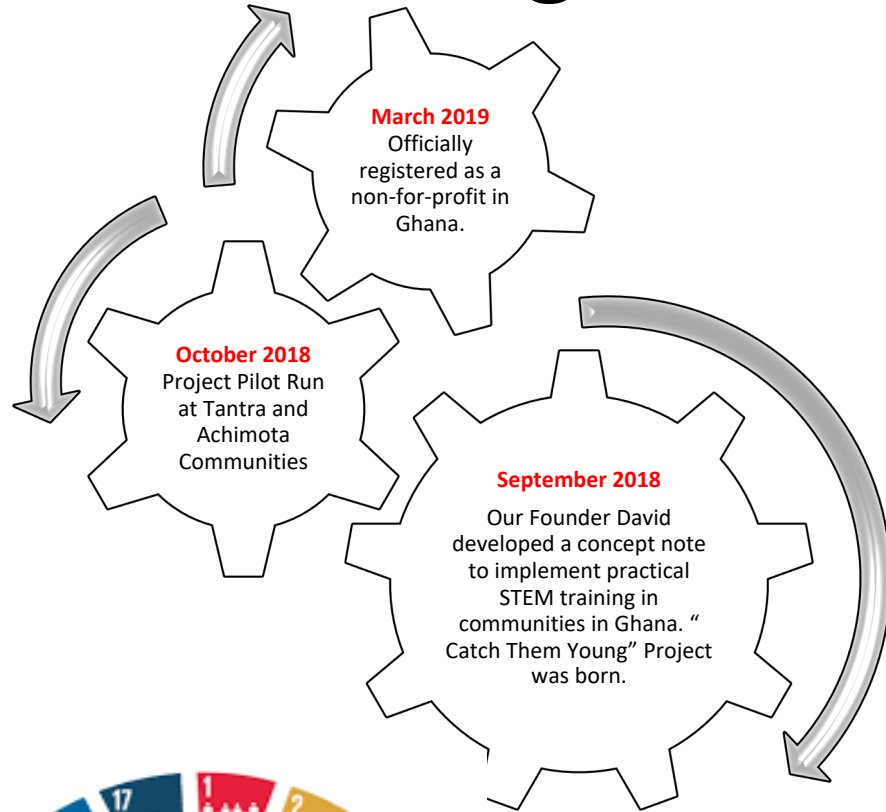 March 2019
Officially
registered as a
non-for-profit in
Ghana.
October 2018
Project Pilot Run
at Tantra and
Achimota
Communities
September 2018
Our Founder David
developed a concept note
to implement practical
STEM training in
communities in Ghana. “
Catch Them Young” Project
was born.
17
1
2